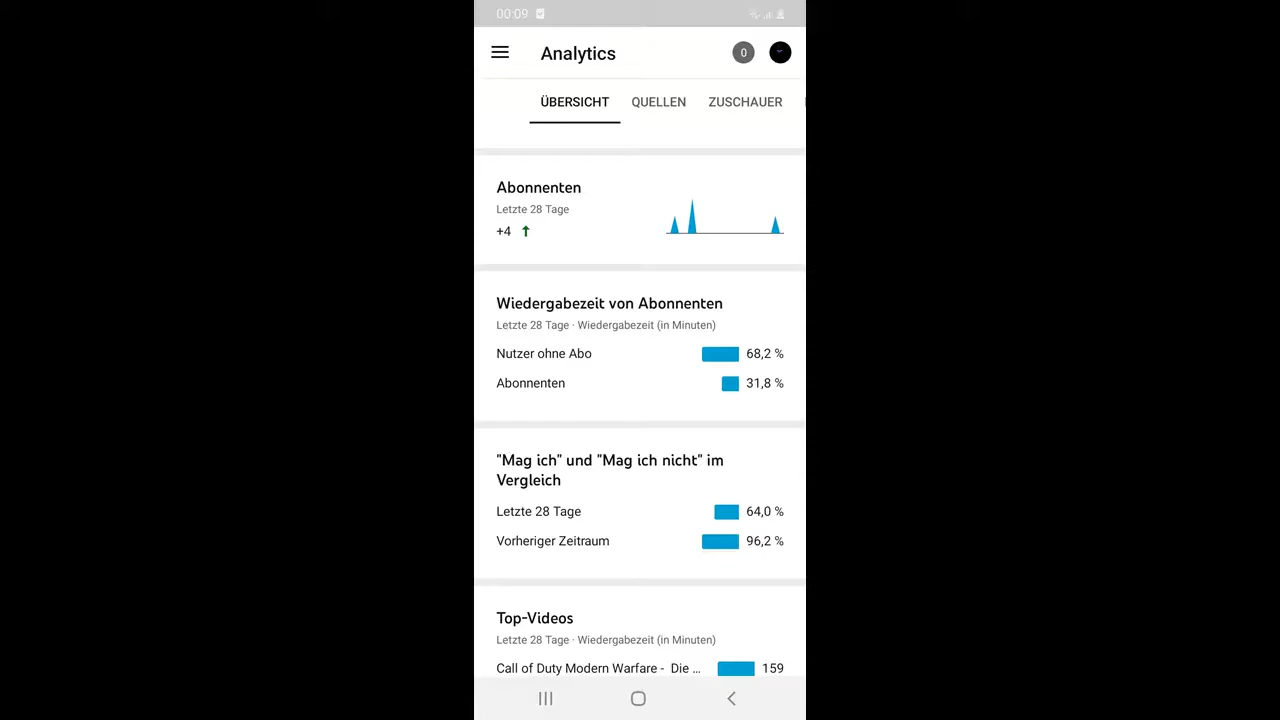 00:09
Analytics
0
ÜBERSICHT QUELLEN ZUSCHAUER
Abonnenten
Letzte 28 Tage
+4
Wiedergabezeit von Abonnenten
Letzte 28 Tage · Wiedergabezeit (in Minuten)
Nutzer ohne Abo 68,2 %
Abonnenten 31,8 %
"Mag ich" und "Mag ich nicht" im
Vergleich
Letzte 28 Tage 64,0 %
Vorheriger Zeitraum 96,2 %
Top-Videos
Letzte 28 Tage · Wiedergabezeit (in Minuten)
Call of Duty Modern Warfare - Die ... 159